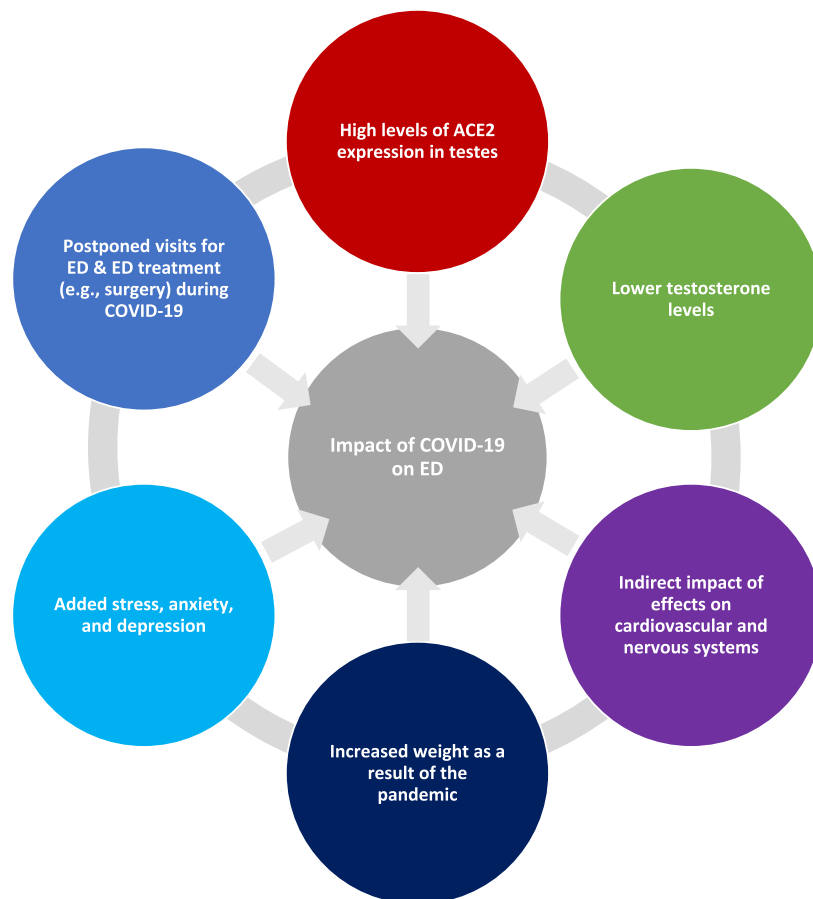 High levels of ACE2
expression in testes
Lower testosterone
levels
Indirect impact of
effects on
cardiovascular and
nervous systems
Increased weight as a
result of the
pandemic
Added stress, anxiety,
and depression
Postponed visits for
ED & ED treatment
(e.g., surgery) during
COVID-19
Impact of COVID-19
on ED